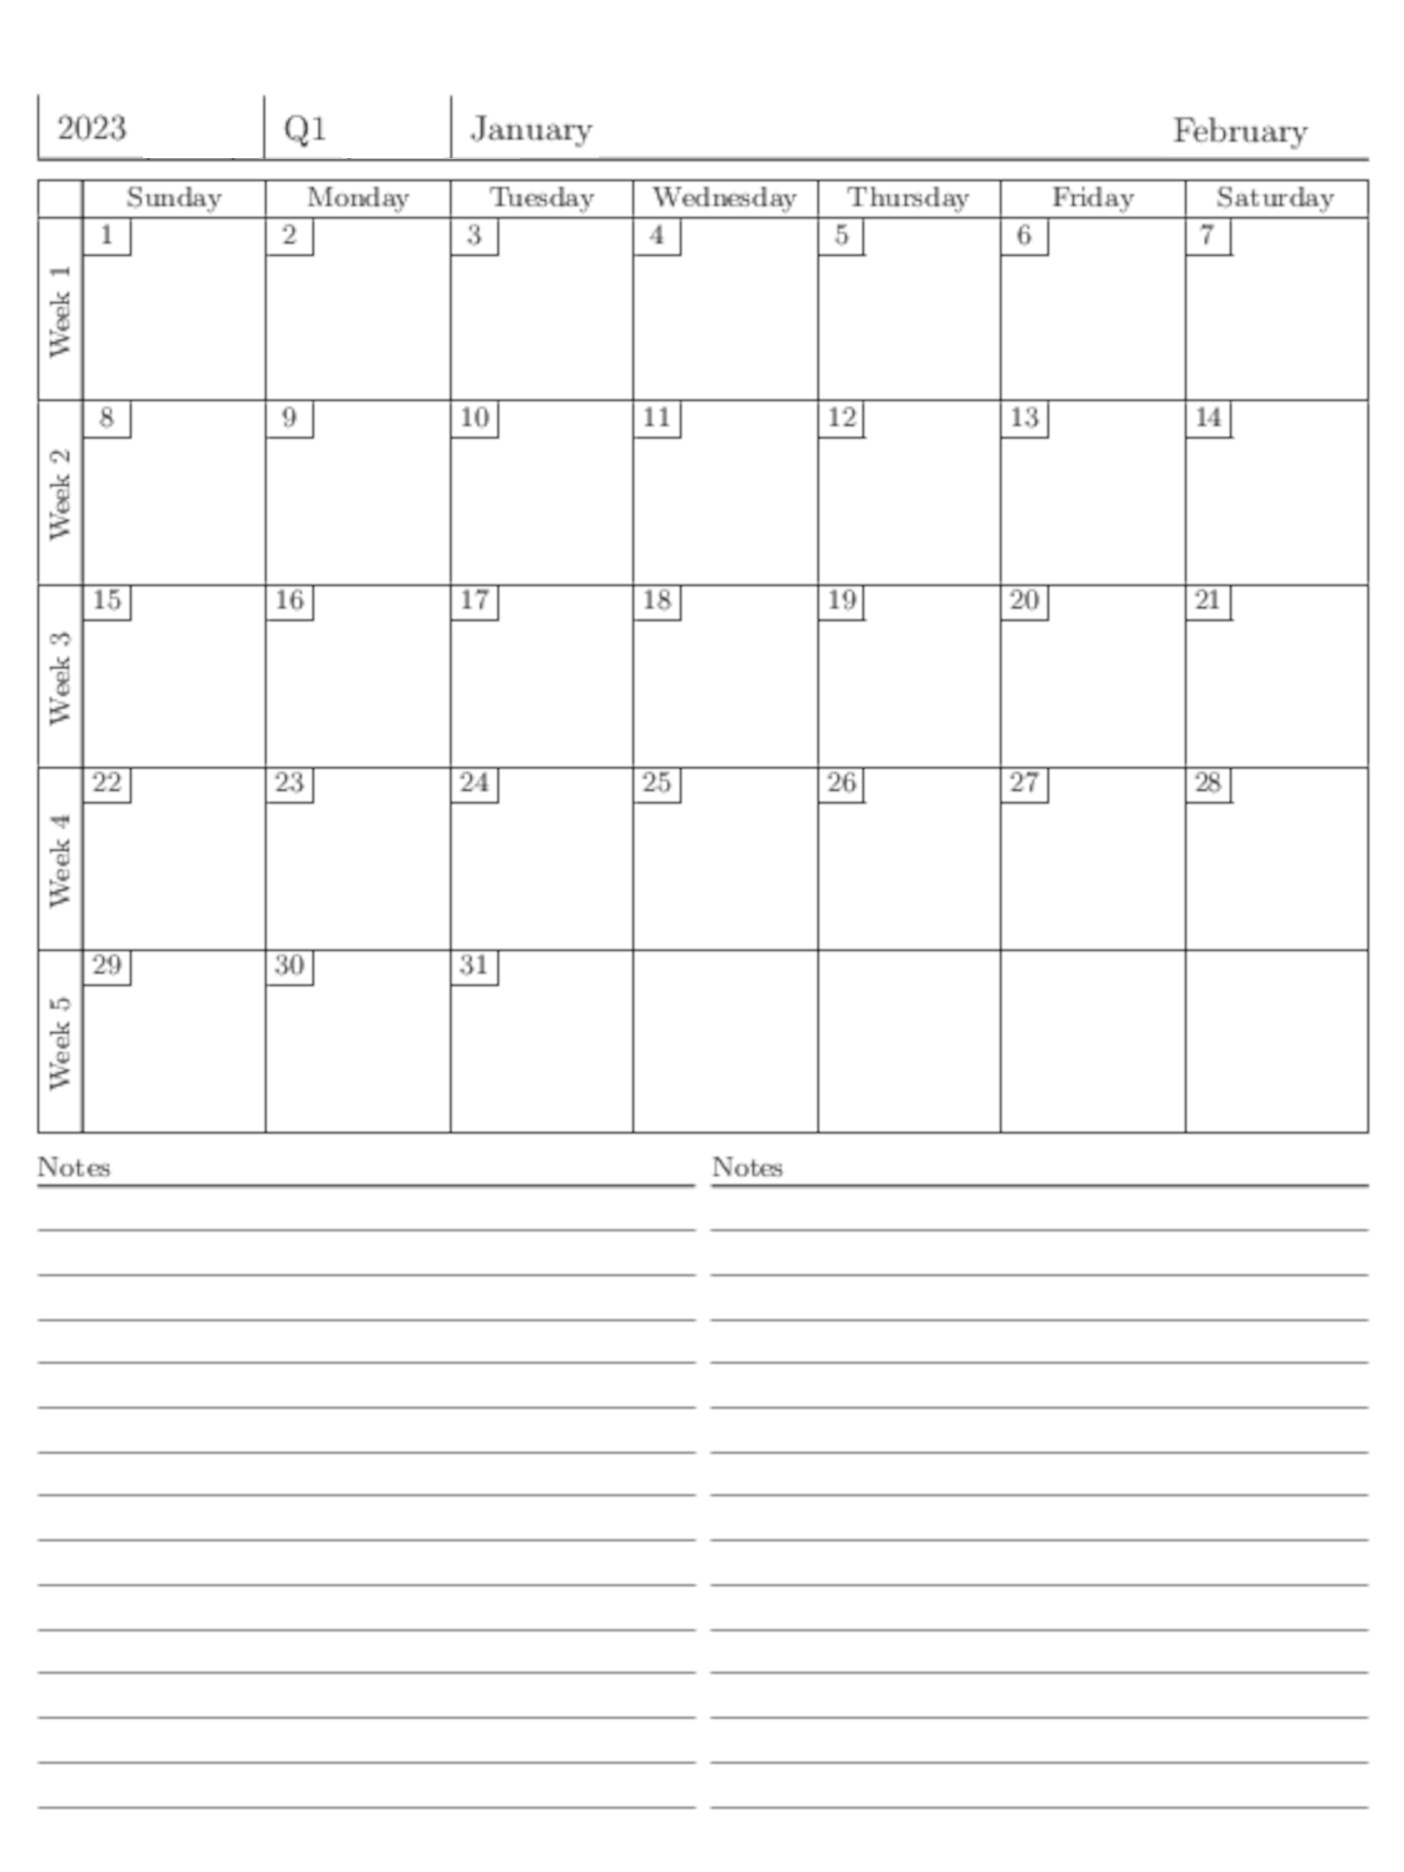 2023 Q1 January February
Sunday Monday Tuesday Wednesday Thursday Friday Saturday
Week 1 1 2 3 4 5 6 7
Week 2 8 9 10 11 12 13 14
Week 3 15 16 17 18 19 20 21
Week 4 22 23 24 25 26 27 28
Week 5 29 30 31
Notes Notes